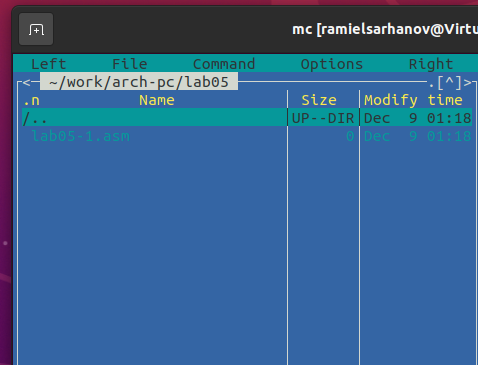 mc [ramielsarhanov@Virtu
Left File Command Options Right
<─ ~/work/arch-pc/lab05 .[^]>
.n Name Size Modify time
/.. UP--DIR Dec 9 01:18
lab05-1.asm 0 Dec 9 01:18